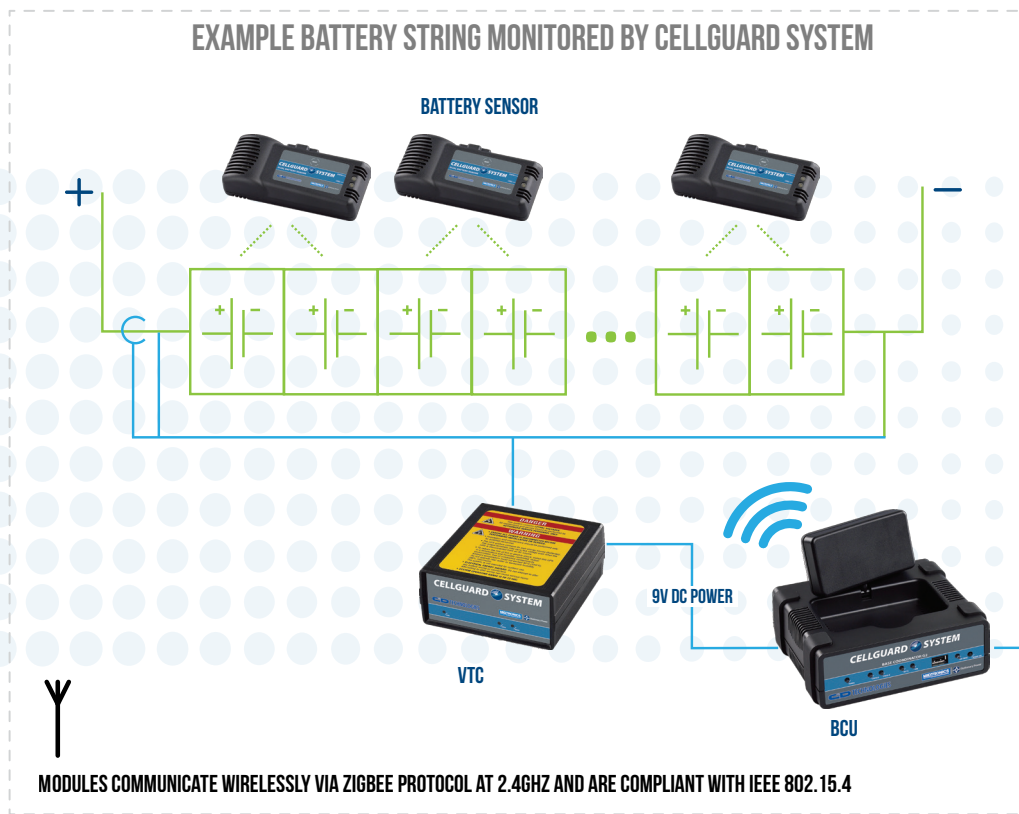 EXAMPLE BATTERY STRING MONITORED BY CELLGUARD SYSTEM
BATTERY SENSOR
CELLGUARD SYSTEM
CELLGUARD SYSTEM
CELLGUARD SYSTEM
+
−
+ − + − + − + − + − + −
DANGER
WARNING
CELLGUARD SYSTEM
9V DC POWER
CELLGUARD SYSTEM
VTC
BCU
MODULES COMMUNICATE WIRELESSLY VIA ZIGBEE PROTOCOL AT 2.4GHZ AND ARE COMPLIANT WITH IEEE 802.15.4